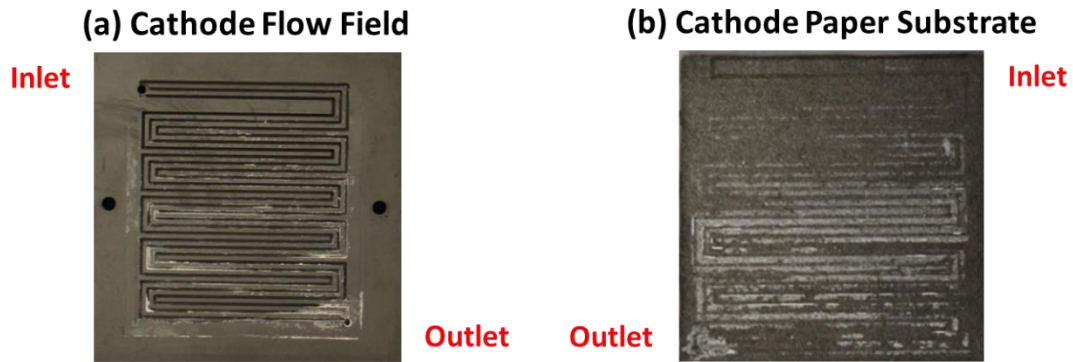 (a) Cathode Flow Field
(b) Cathode Paper Substrate
Inlet
Inlet
Outlet
Outlet